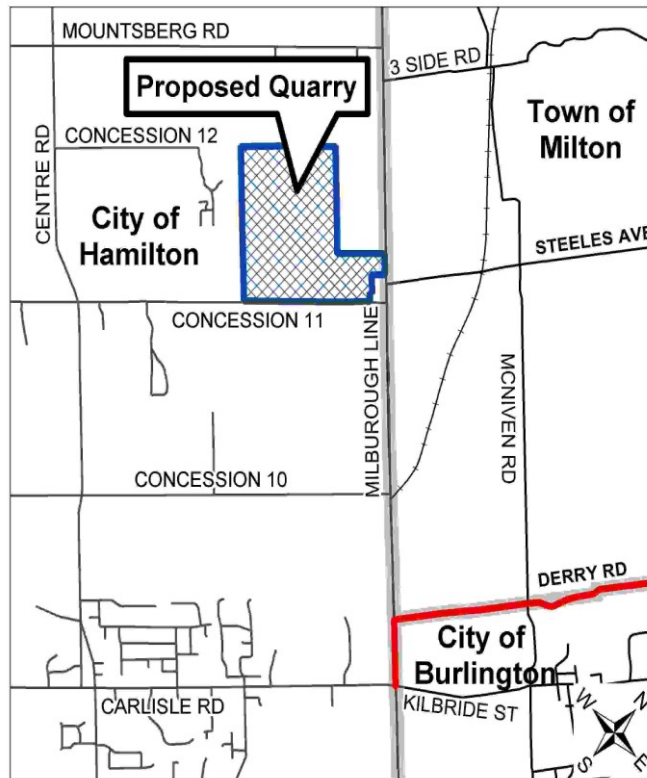 MOUNTSBERG RD
3 SIDE RD
Proposed Quarry
Town of
Milton
CONCESSION 12
CENTRE RD
City of
Hamilton
STEELES AVE
CONCESSION 11
MILBOROUGH LINE
MCNIVEN RD
CONCESSION 10
DERRY RD
City of
Burlington
CARLISLE RD
KILBRIDE ST
W
N
S
E